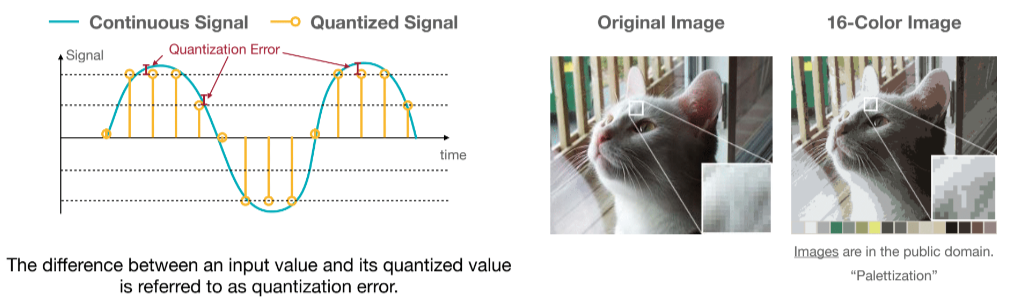 Continuous Signal
Quantized Signal
Signal
Quantization Error
time
The difference between an input value and its quantized value
is referred to as quantization error.
Original Image
16-Color Image
Images are in the public domain.
“Palettization”